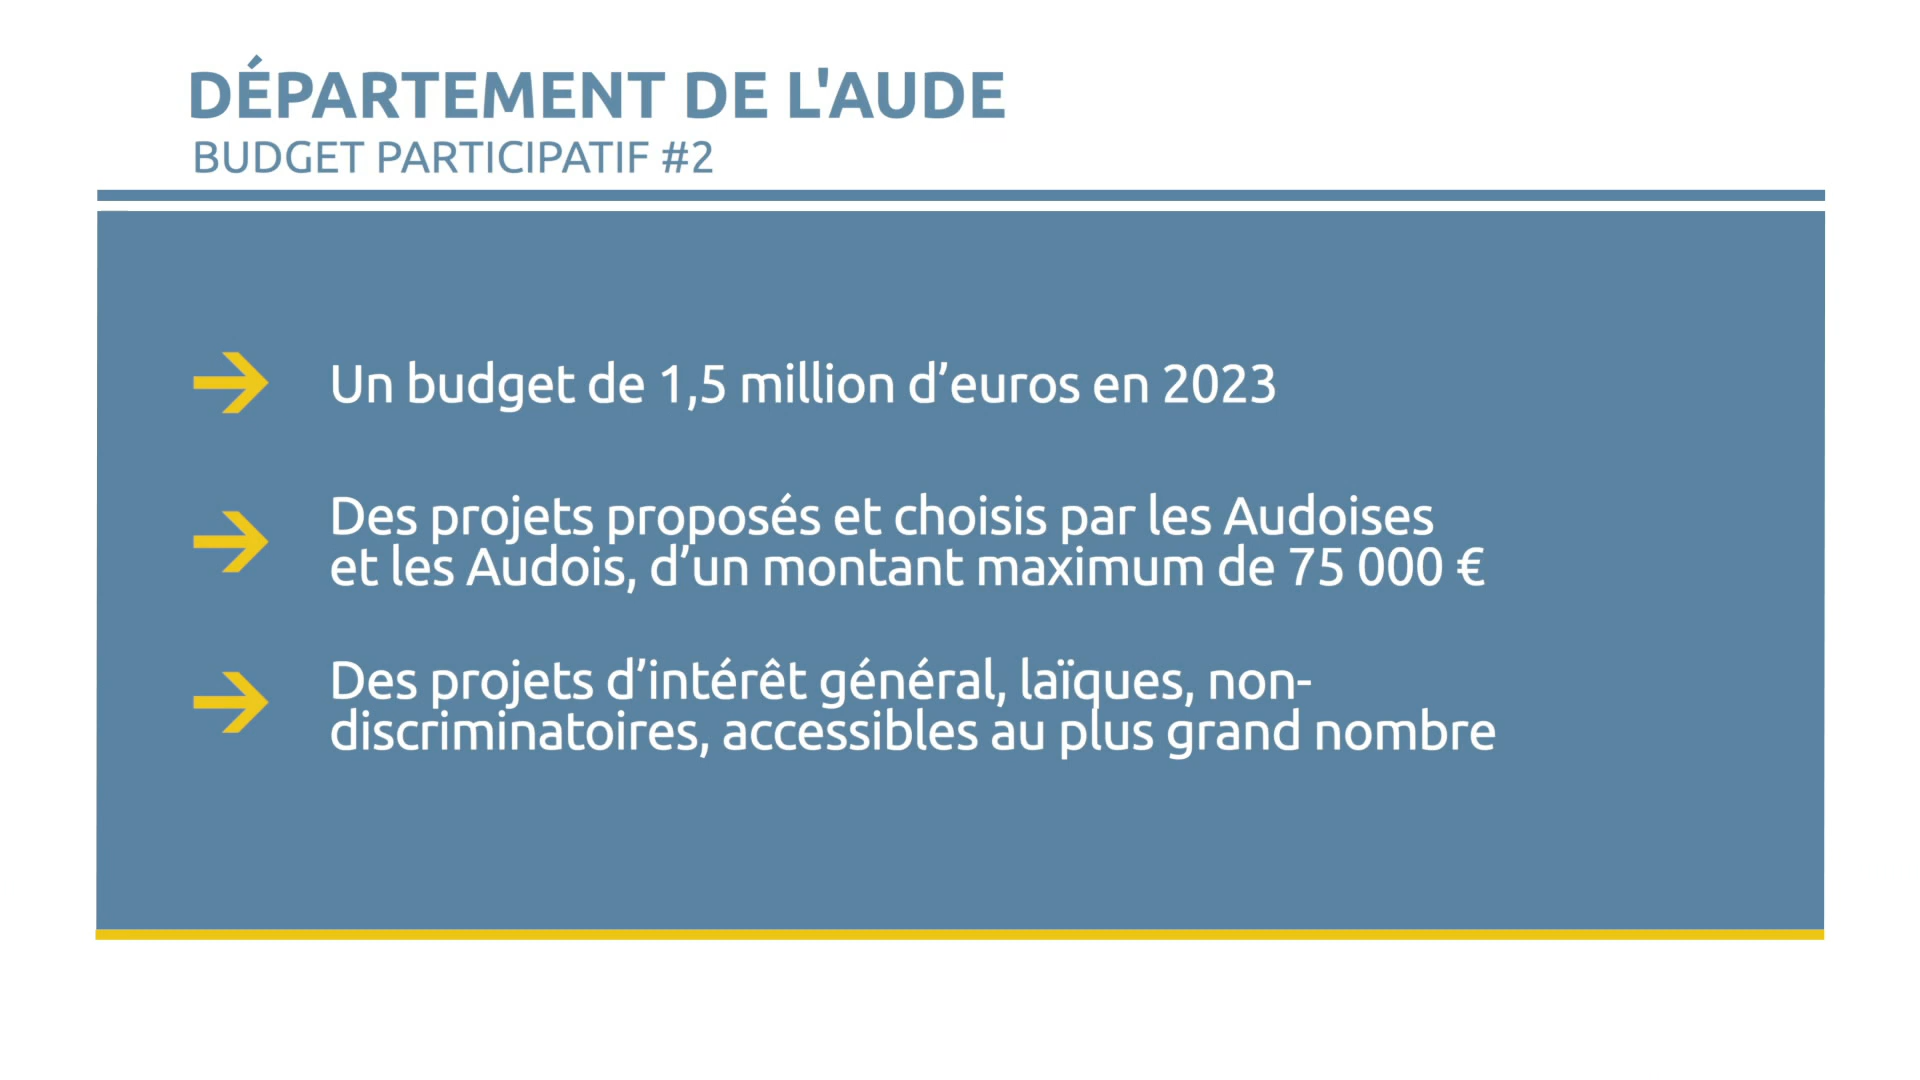 DÉPARTEMENT DE L'AUDE
BUDGET PARTICIPATIF #2
Un budget de 1,5 million d’euros en 2023
Des projets proposés et choisis par les Audoises
et les Audois, d’un montant maximum de 75 000 €
Des projets d’intérêt général, laïques, non-
discriminatoires, accessibles au plus grand nombre